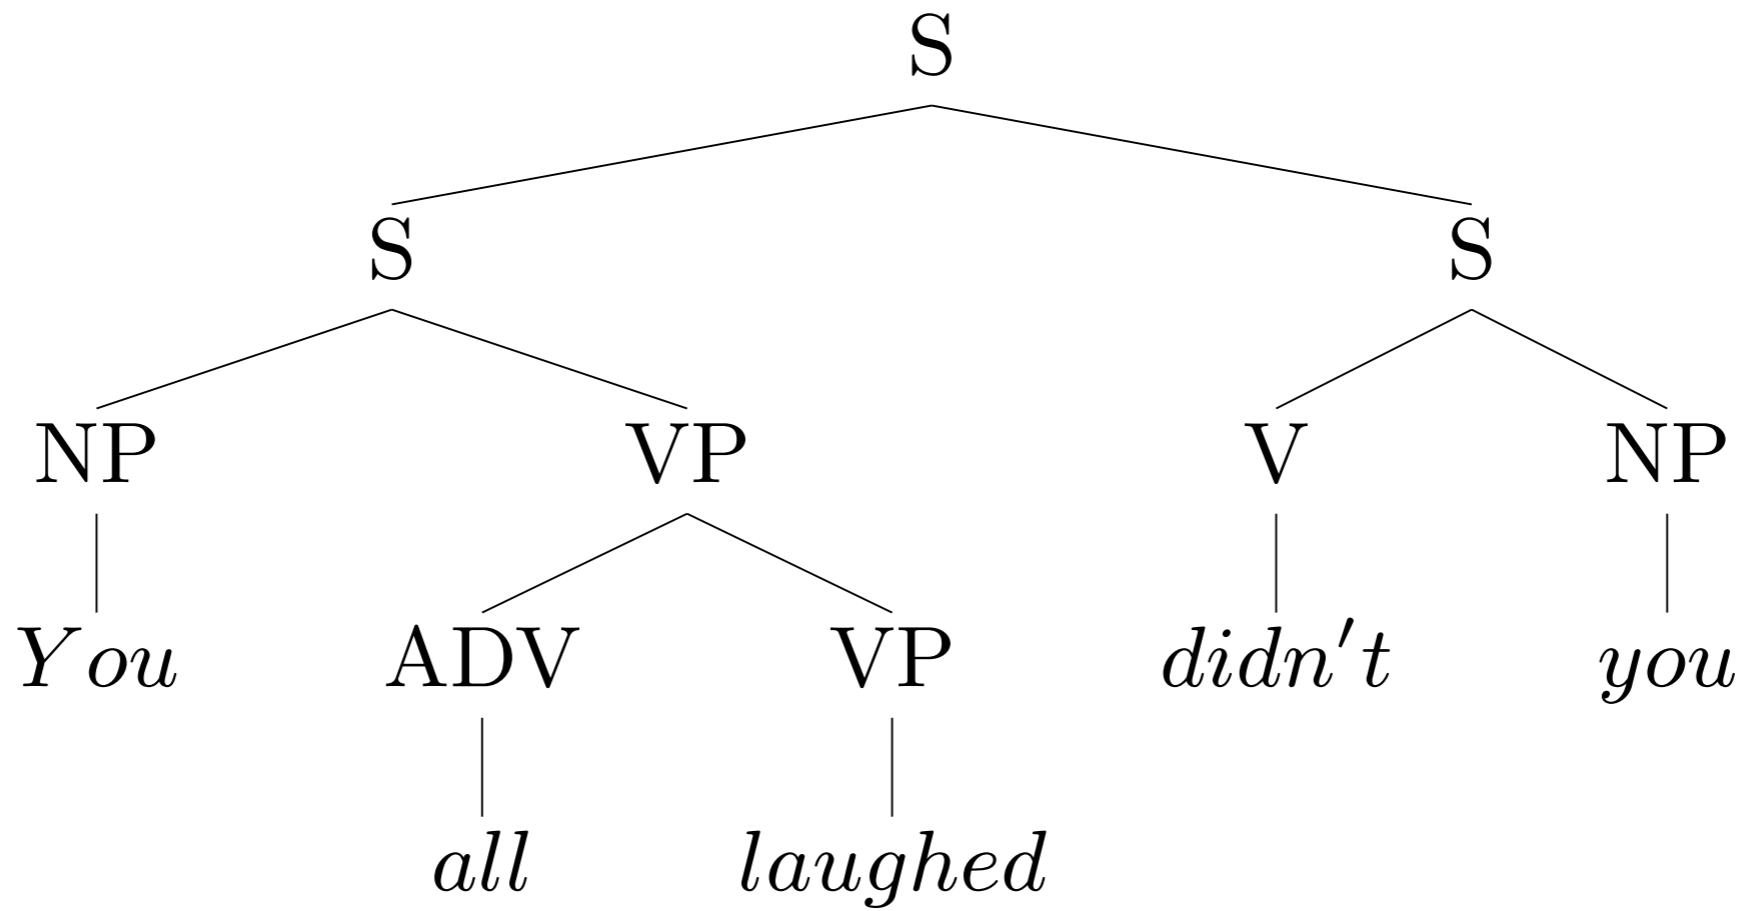 S
S S
NP VP V NP
You ADV VP didn't you
all laughed